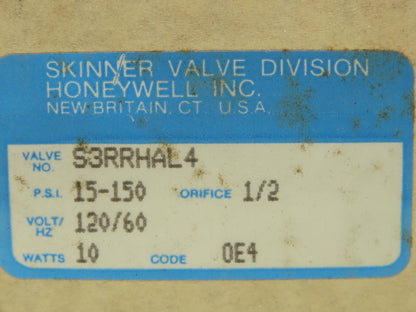 SKINNER VALVE DIVISION
HONEYWELL INC.
NEW BRITAIN, CT. U.S.A.
VALVE NO. S3RRHAL4
P.S.I. 15-150 ORIFICE 1/2
VOLT/HZ 120/60
WATTS 10 CODE 0E4